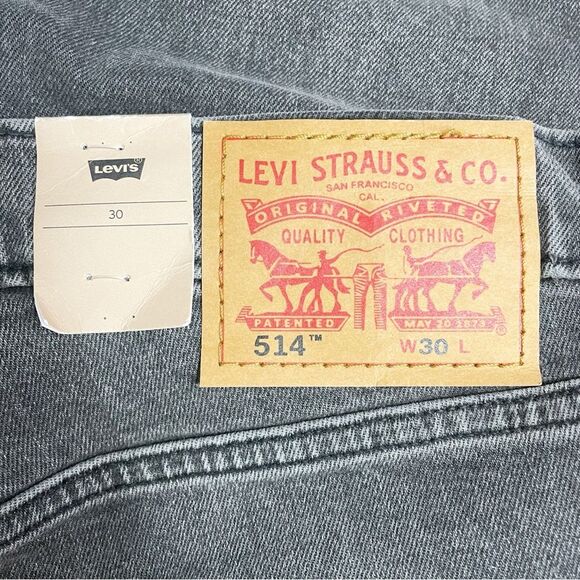 LEVI'S®
30
LEVI STRAUSS & CO.
SAN FRANCISCO
CAL.
ORIGINAL RIVETED
QUALITY CLOTHING
PATENTED MAY 20 1873
514™ W30 L